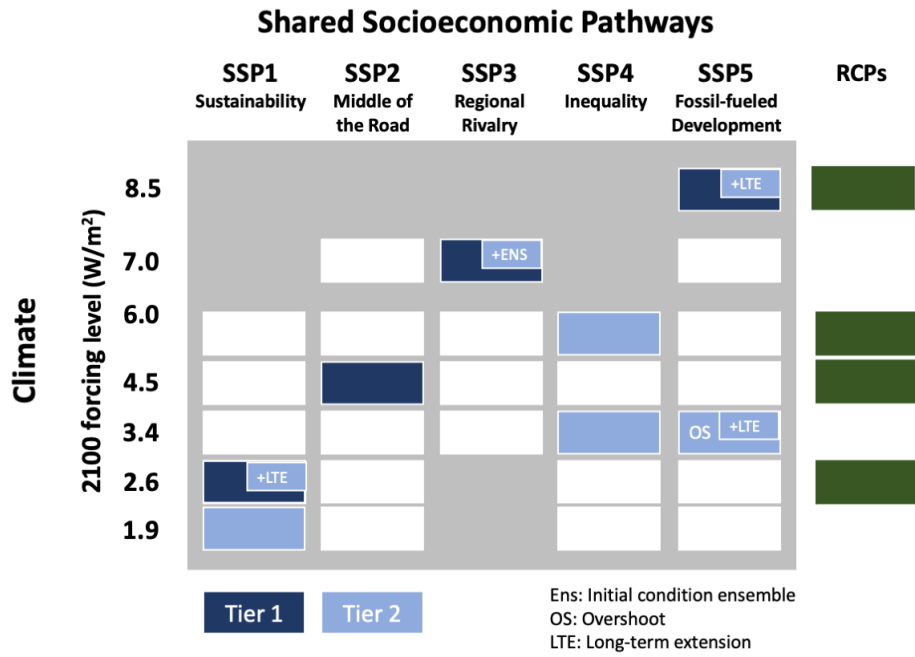 Shared Socioeconomic Pathways
SSP1 SSP2 SSP3 SSP4 SSP5 RCPs
Sustainability Middle of Regional Inequality Fossil-fueled
the Road Rivalry Development
Climate
2100 forcing level (W/m²)
8.5 +LTE
7.0 +ENS
6.0
4.5
3.4 OS +LTE
2.6 +LTE
1.9
Tier 1 Tier 2
Ens: Initial condition ensemble
OS: Overshoot
LTE: Long-term extension